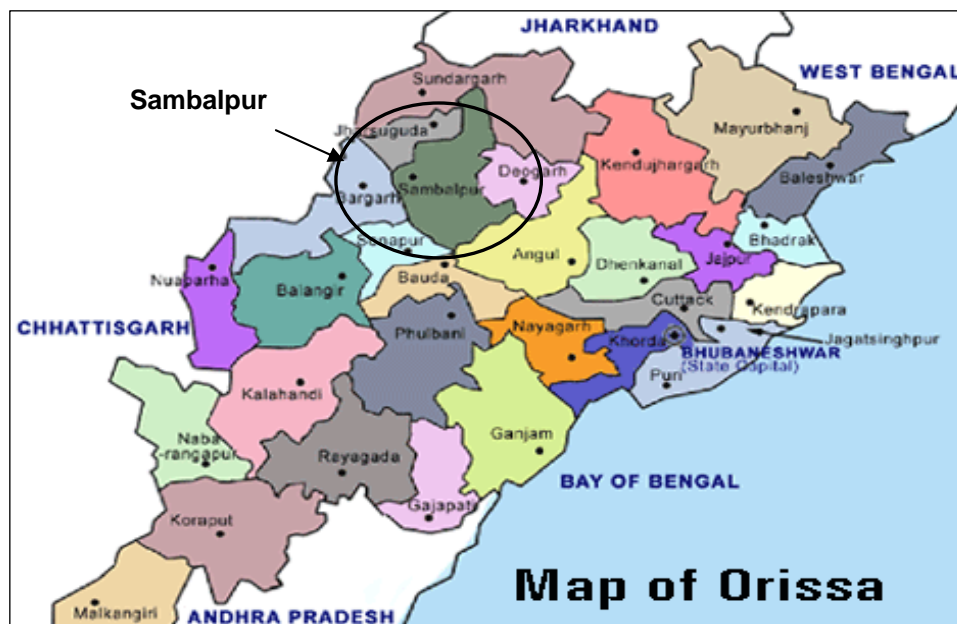 JHARKHAND
WEST BENGAL
Sundargarh
Sambalpur
Mayurbhanj
Jharsuguda
Kendujhargarh
Deogarh
Baleshwar
Sambalpur
Bargarh
Sonapur
Bhadrak
Angul
Jajpur
Nuaparha
Bauda
Dhenkanal
Balangir
Cuttack
Kendrapara
CHHATTISGARH
Phulbani
Nayagarh
Khorda
Jagatsinghpur
BHUBANESHWAR
(State Capital)
Puri
Kalahandi
Naba
-rangapur
Ganjam
Rayagada
BAY OF BENGAL
Gajapati
Koraput
Map of Orissa
Malkangiri
ANDHRA PRADESH